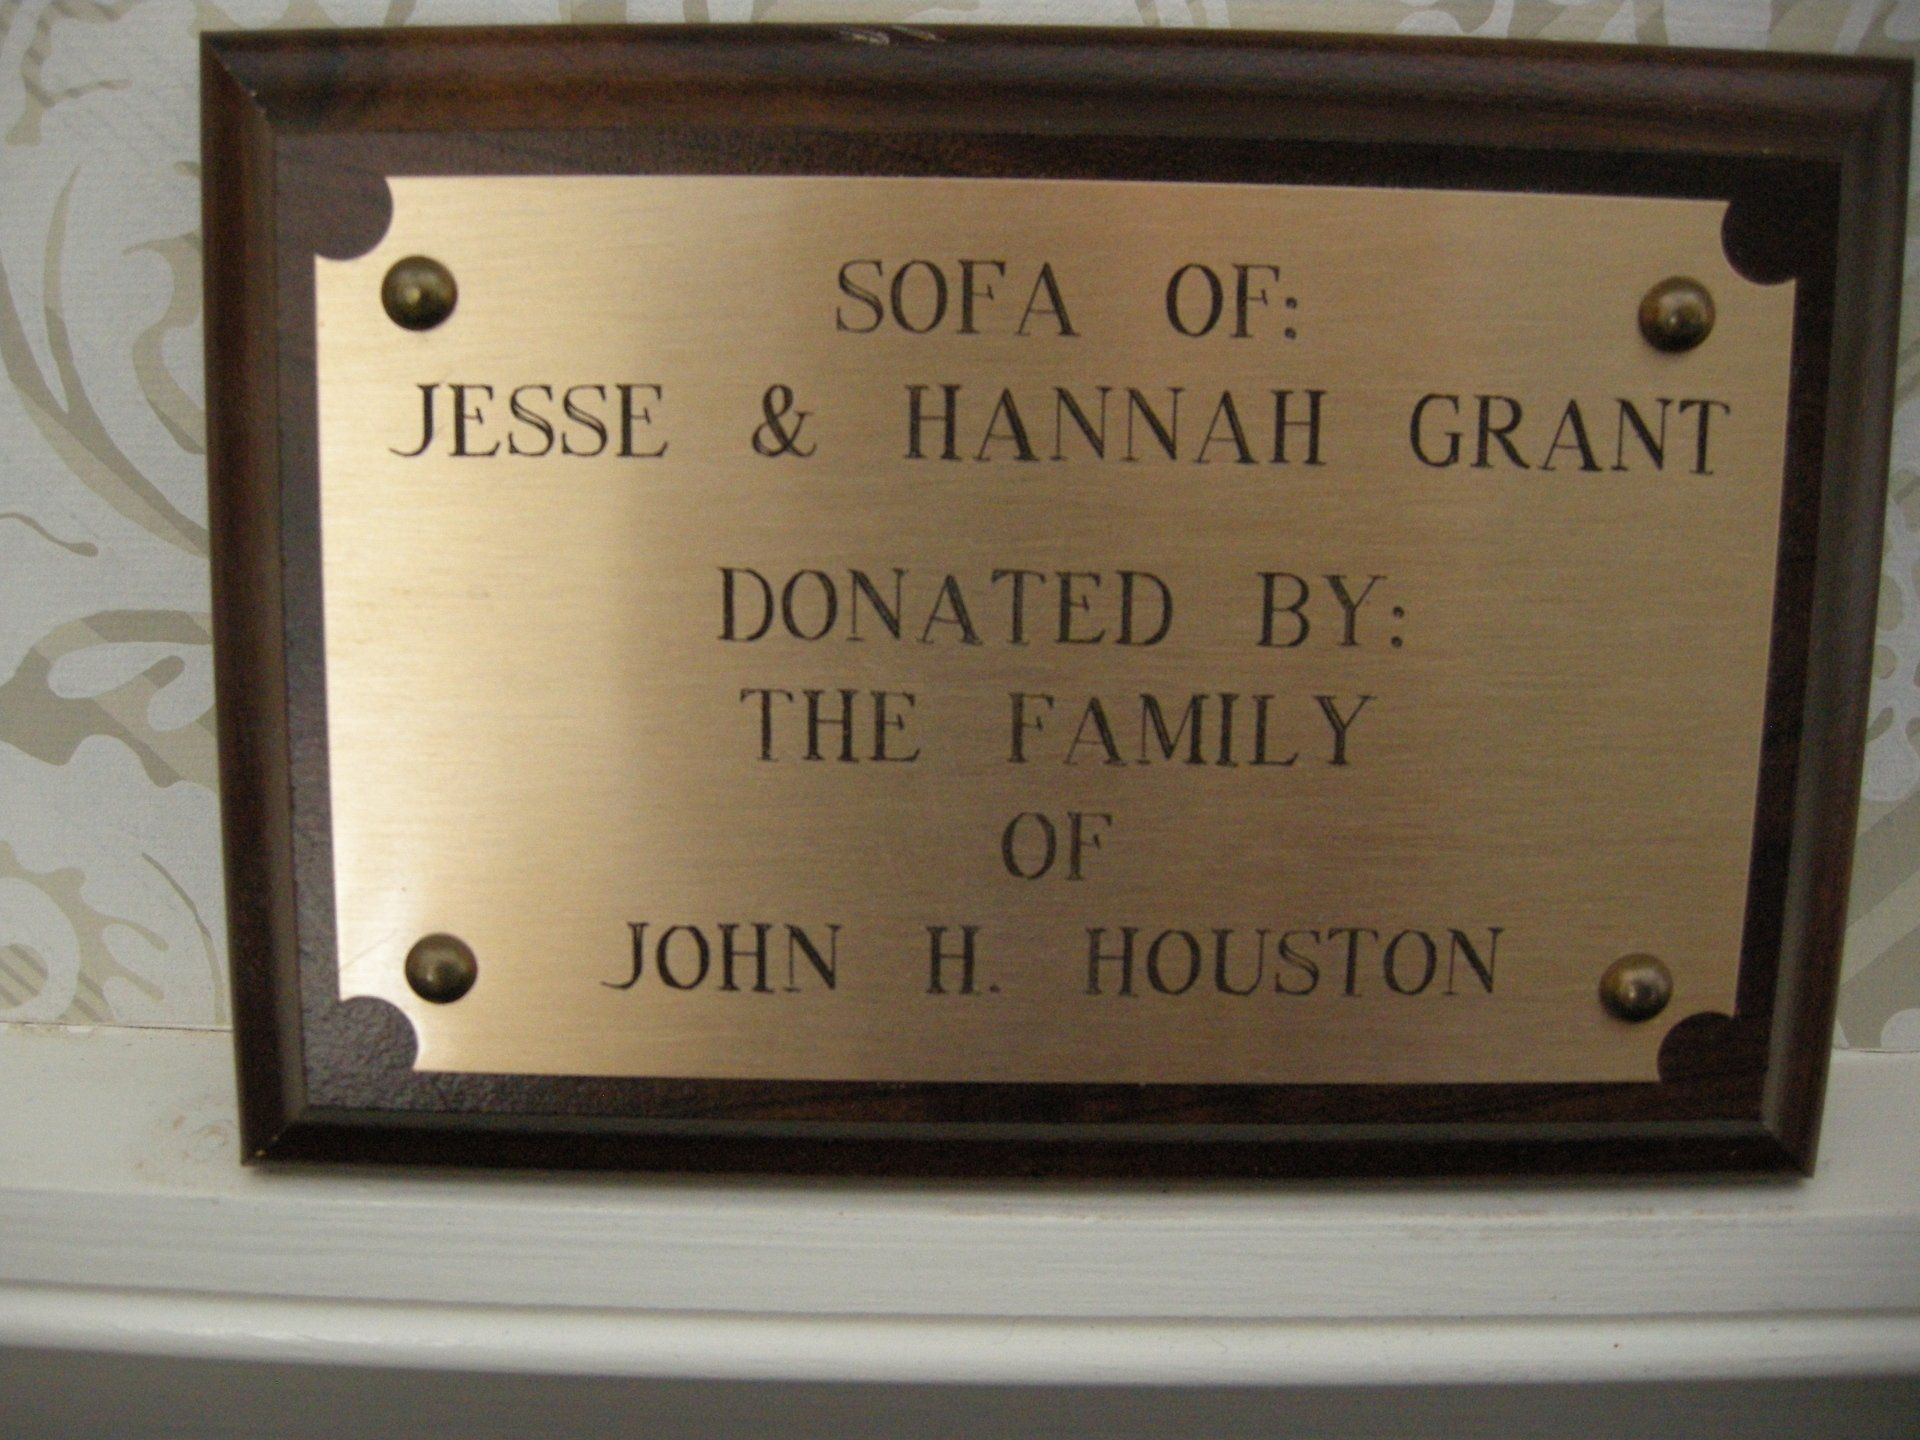 SOFA OF:
JESSE & HANNAH GRANT
DONATED BY:
THE FAMILY
OF
JOHN H. HOUSTON